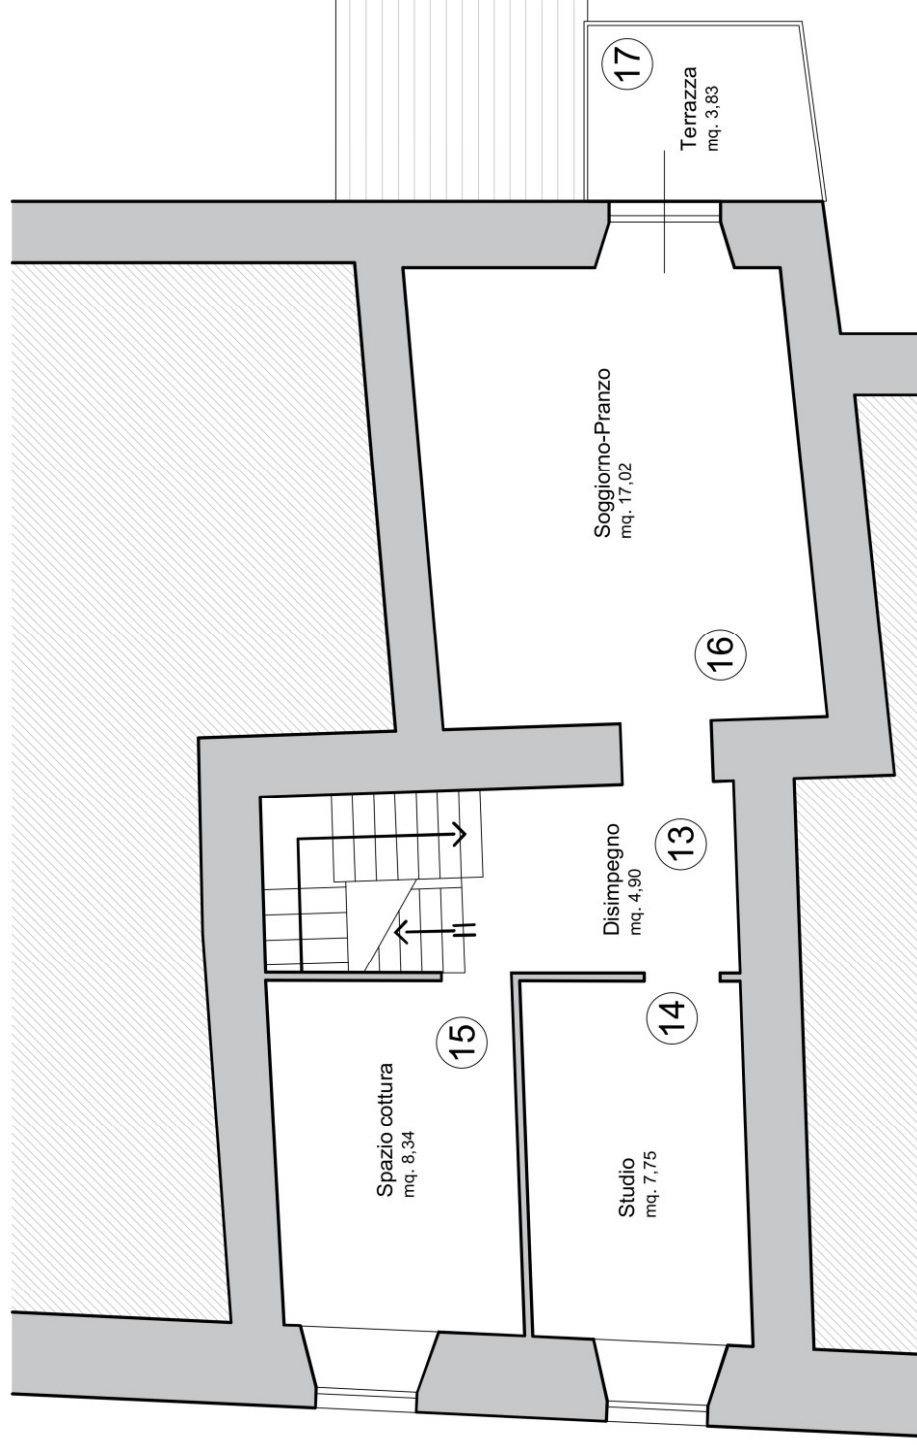 17
Terrazza
mq. 3,83
Soggiorno-Pranzo
mq. 17,02
16
Disimpegno
mq. 4,90
13
15
14
Spazio cottura
mq. 8,34
Studio
mq. 7,75